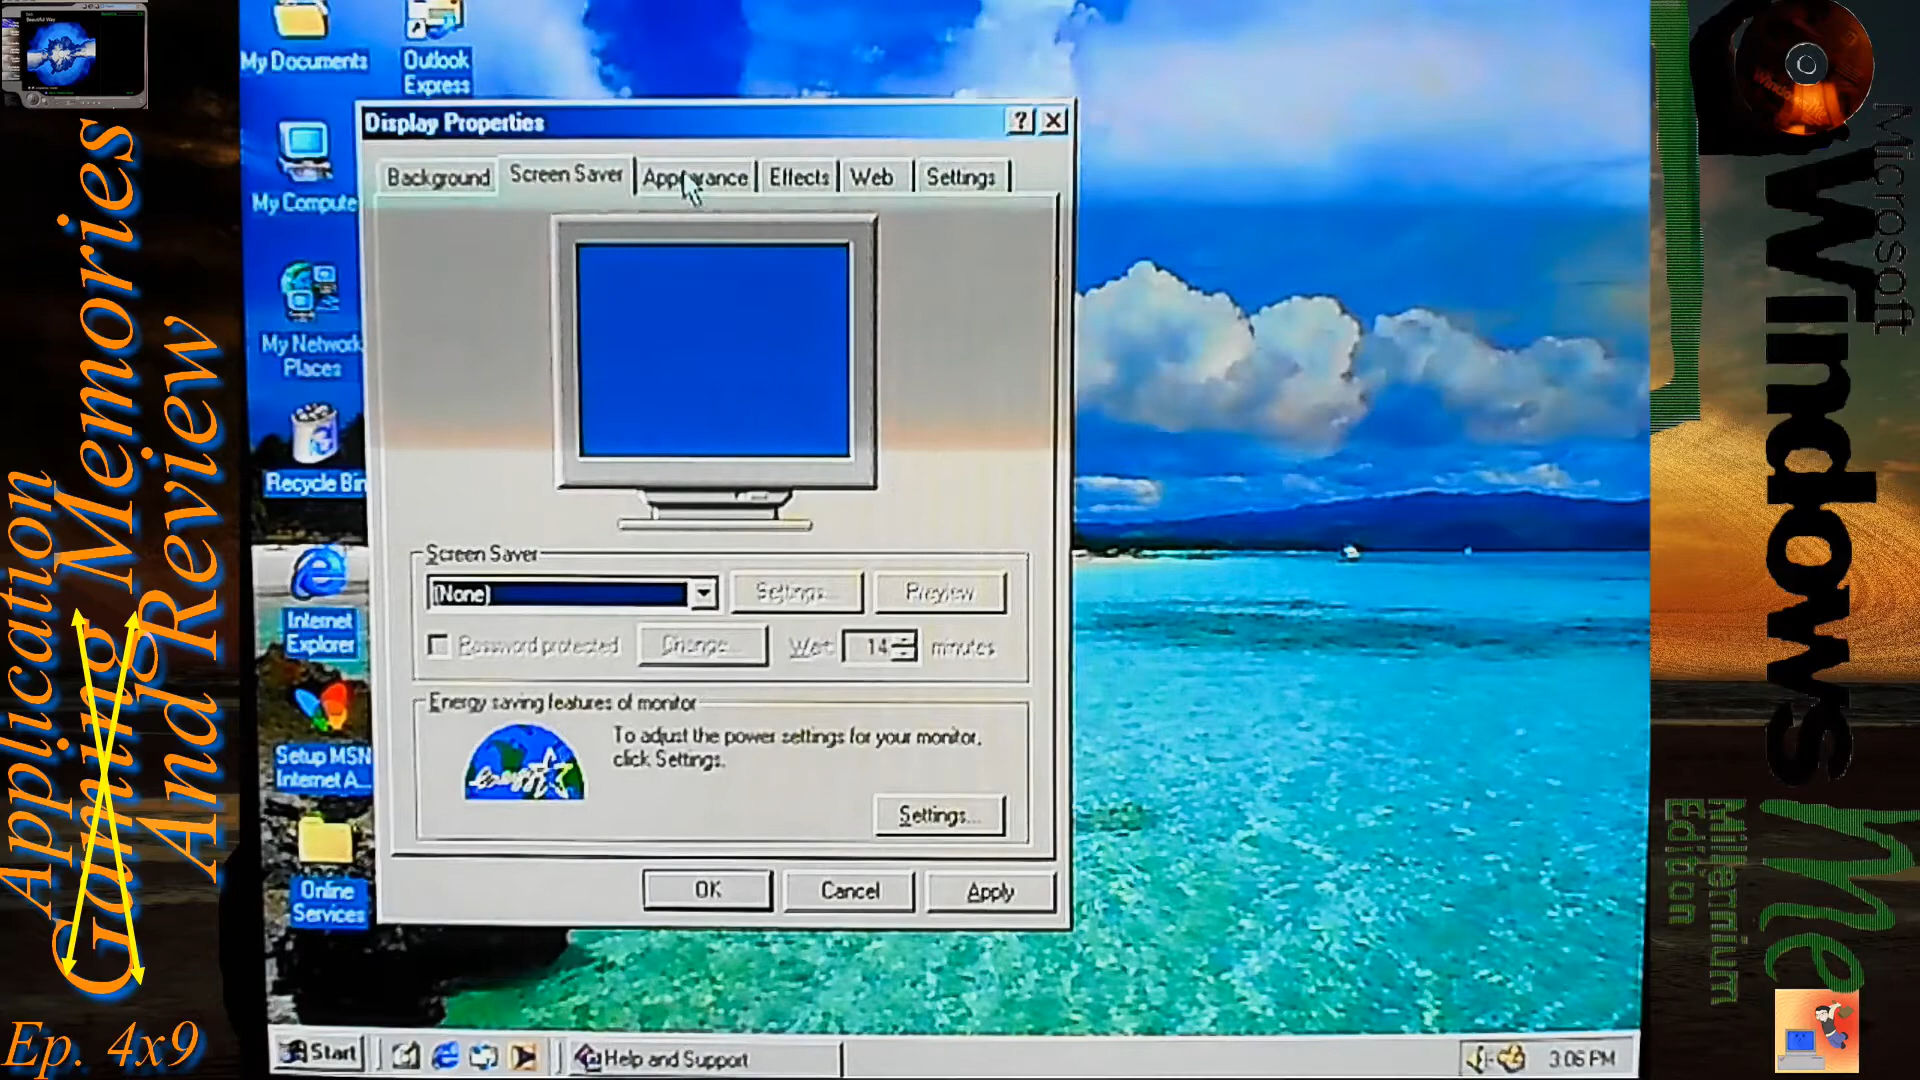 My Documents
Outlook
Express
Display Properties
Background
Screen Saver
Appearance
Effects
Web
Settings
My Compute
My Network
Places
Recycle Bin
Internet
Explorer
Setup MSN
Internet A...
Online
Services
Screen Saver
(None)
Settings...
Preview
Password protected
Change...
Wait:
14
minutes
Energy saving features of monitor
energy
To adjust the power settings for your monitor,
click Settings.
Settings...
OK
Cancel
Apply
Start
Help and Support
3:06 PM
Application
Gaming Memories
And Review
Ep. 4x9
Microsoft
Windows
Me
Millennium
Edition